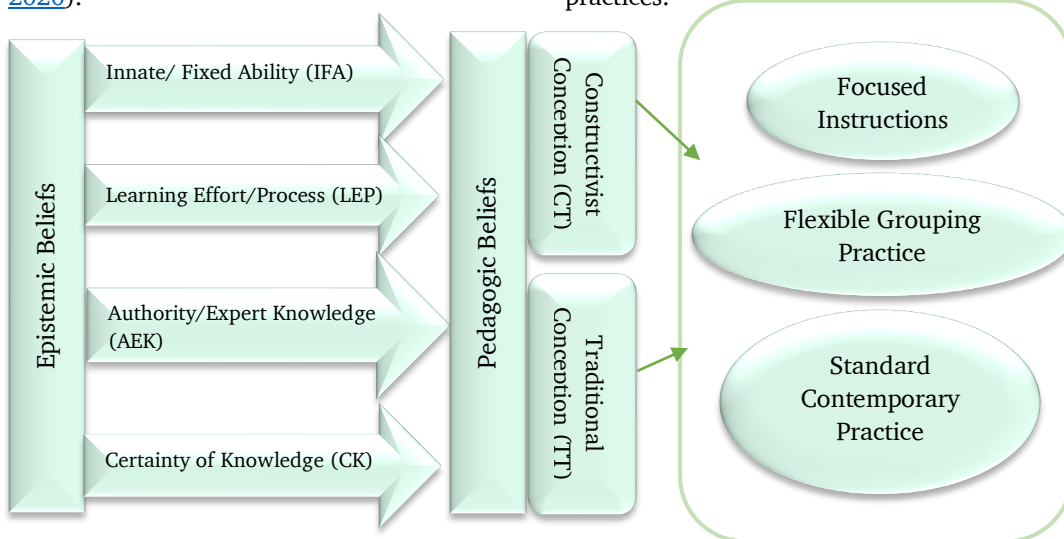 2020).
practices.
Epistemic Beliefs
Innate/ Fixed Ability (IFA)
Learning Effort/Process (LEP)
Authority/Expert Knowledge
(AEK)
Certainty of Knowledge (CK)
Pedagogic Beliefs
Constructivist
Conception (CT)
Traditional
Conception (TT)
Focused
Instructions
Flexible Grouping
Practice
Standard
Contemporary
Practice